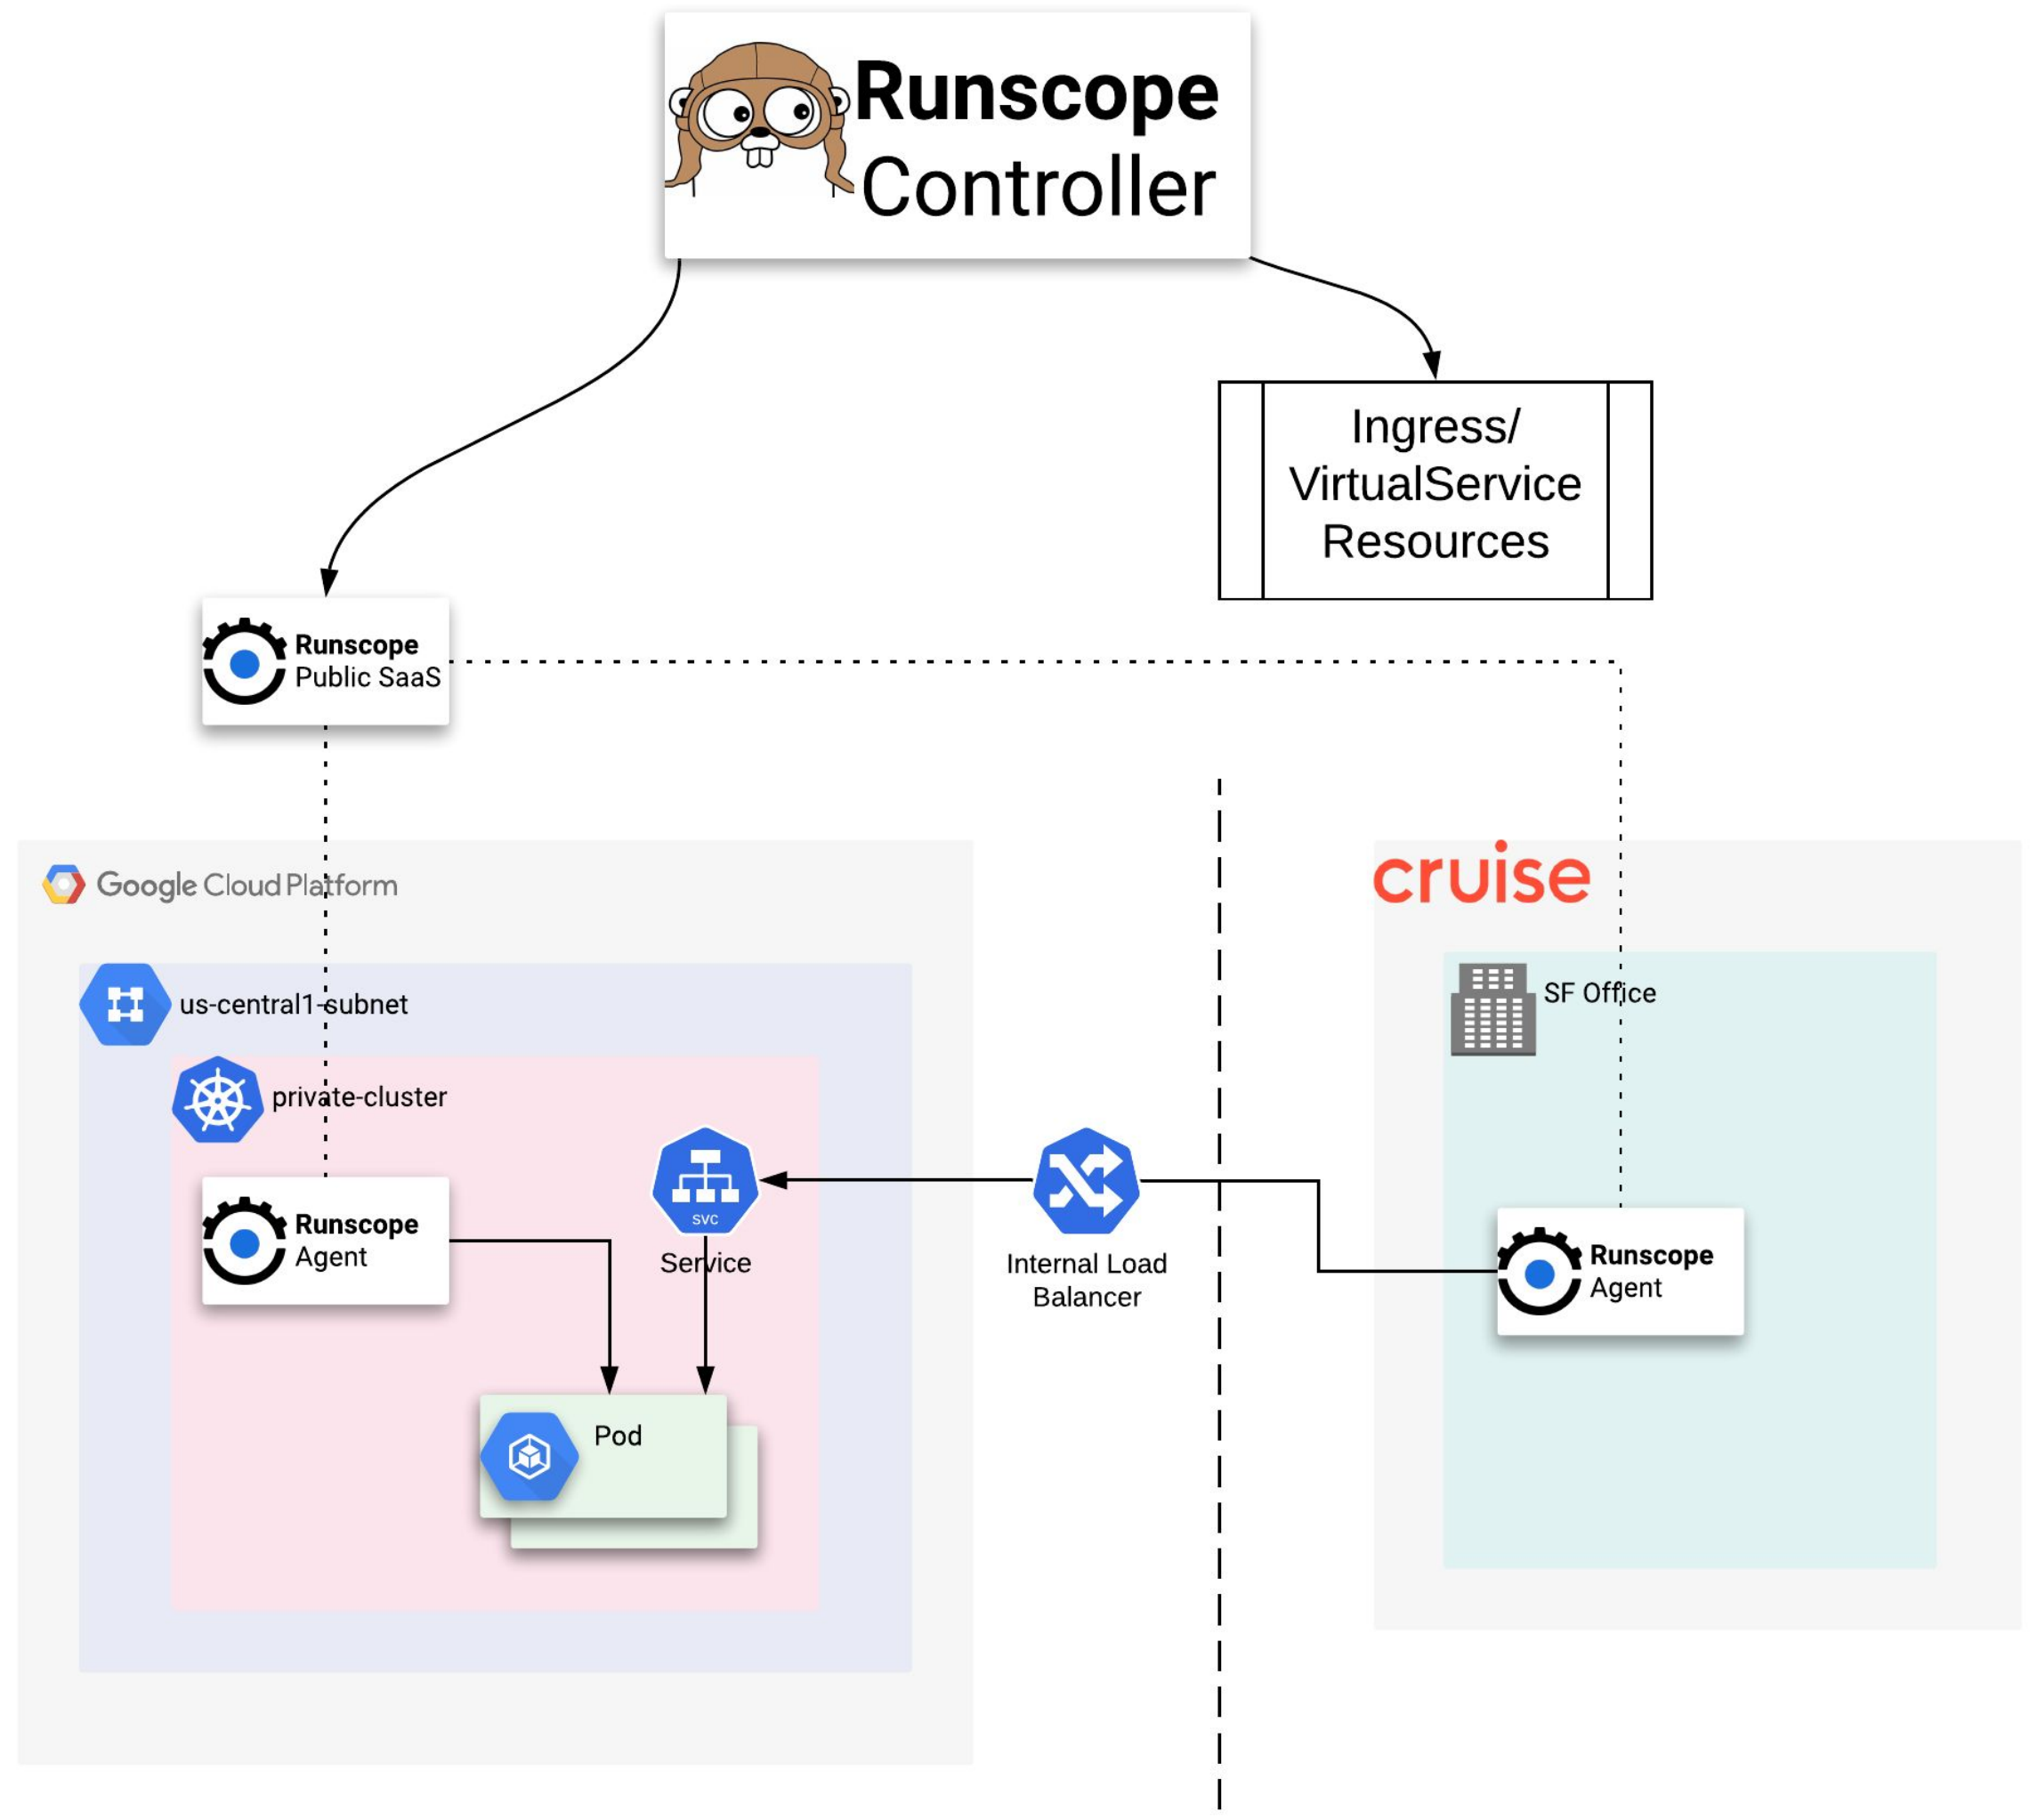 Runscope
Controller
Ingress/
VirtualService
Resources
Runscope
Public SaaS
Google Cloud Platform
cruise
us-central1-subnet
SF Office
private-cluster
svc
Service
Runscope
Agent
Internal Load
Balancer
Runscope
Agent
Pod